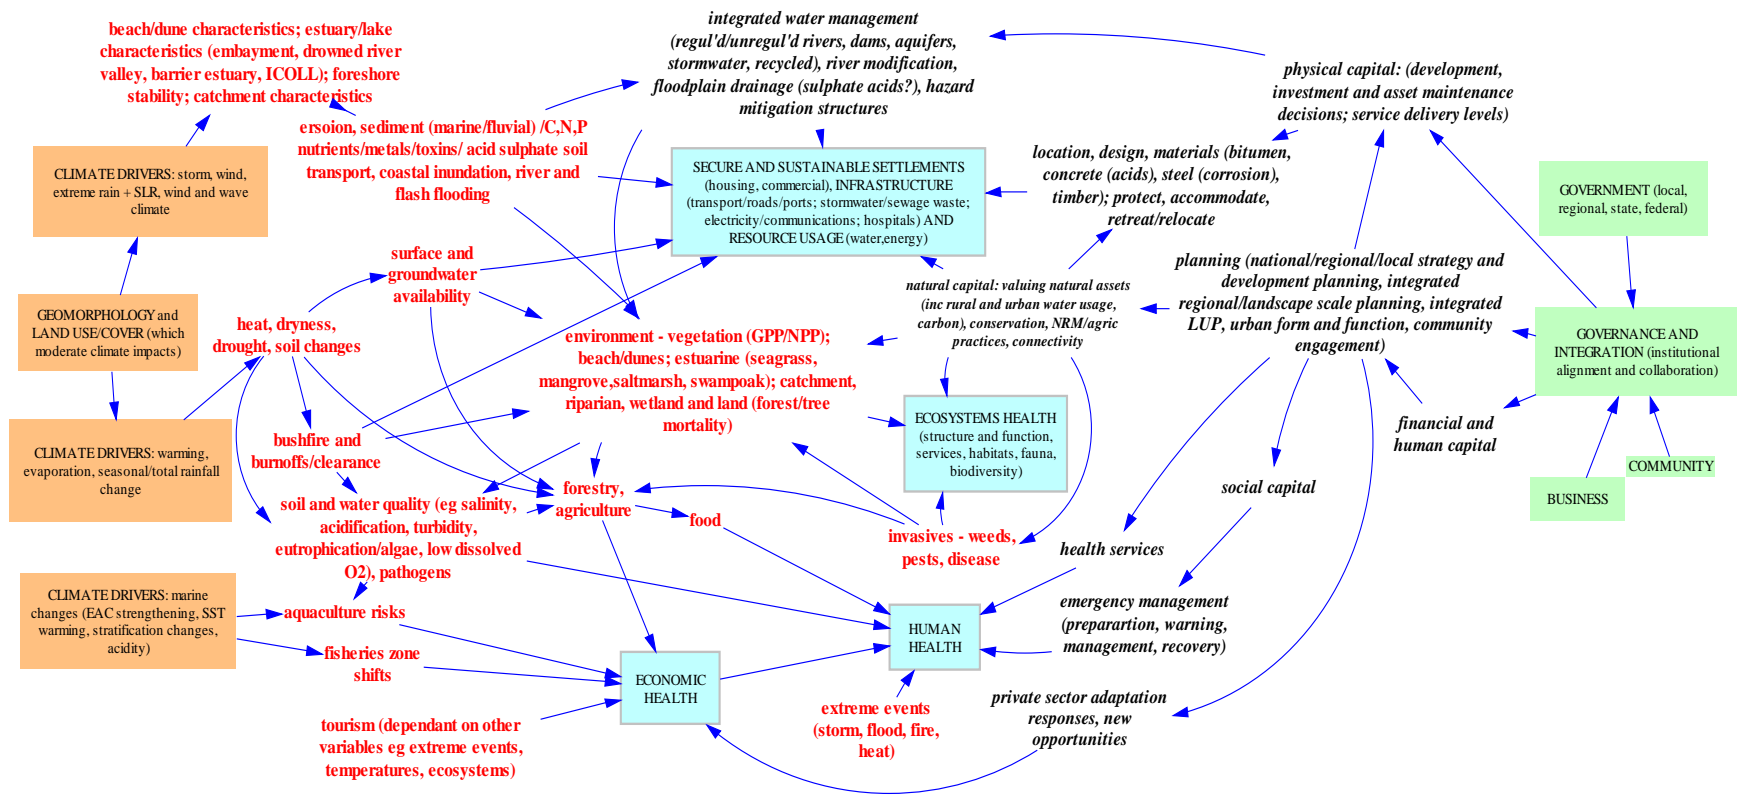 beach/dune characteristics; estuary/lake
characteristics (embayment, drowned river
valley, barrier estuary, ICOLL); foreshore
stability; catchment characteristics
integrated water management
(regul'd/unregul'd rivers, dams, aquifers,
stormwater, recycled), river modification,
floodplain drainage (sulphate acids?), hazard
mitigation structures
physical capital: (development,
investment and asset maintenance
decisions; service delivery levels)
ersoion, sediment (marine/fluvial) /C,N,P
nutrients/metals/toxins/ acid sulphate soil
transport, coastal inundation, river and
flash flooding
CLIMATE DRIVERS: storm, wind,
extreme rain + SLR, wind and wave
climate
SECURE AND SUSTAINABLE SETTLEMENTS
(housing, commercial), INFRASTRUCTURE
(transport/roads/ports; stormwater/sewage waste;
electricity/communications; hospitals) AND
RESOURCE USAGE (water,energy)
location, design, materials (bitumen,
concrete (acids), steel (corrosion),
timber); protect, accommodate,
retreat/relocate
GOVERNMENT (local,
regional, state, federal)
surface and
groundwater
availability
natural capital: valuing natural assets
(inc rural and urban water usage,
carbon), conservation, NRM/agric
practices, connectivity
planning (national/regional/local strategy and
development planning, integrated
regional/landscape scale planning, integrated
LUP, urban form and function, community
engagement)
GEOMORPHOLOGY and
LAND USE/COVER (which
moderate climate impacts)
heat, dryness,
drought, soil changes
environment - vegetation (GPP/NPP);
beach/dunes; estuarine (seagrass,
mangrove,saltmarsh, swampoak); catchment,
riparian, wetland and land (forest/tree
mortality)
GOVERNANCE AND
INTEGRATION (institutional
alignment and collaboration)
ECOSYSTEMS HEALTH
(structure and function,
services, habitats, fauna,
biodiversity)
financial and
human capital
CLIMATE DRIVERS: warming,
evaporation, seasonal/total rainfall
change
bushfire and
burnoffs/clearance
COMMUNITY
BUSINESS
social capital
soil and water quality (eg salinity,
acidification, turbidity,
eutrophication/algae, low dissolved
O2), pathogens
forestry,
agriculture
food
invasives - weeds,
pests, disease
health services
CLIMATE DRIVERS: marine
changes (EAC strengthening, SST
warming, stratification changes,
acidity)
aquaculture risks
emergency management
(preparartion, warning,
management, recovery)
HUMAN
HEALTH
fisheries zone
shifts
ECONOMIC
HEALTH
private sector adaptation
responses, new
opportunities
extreme events
(storm, flood, fire,
heat)
tourism (dependant on other
variables eg extreme events,
temperatures, ecosystems)